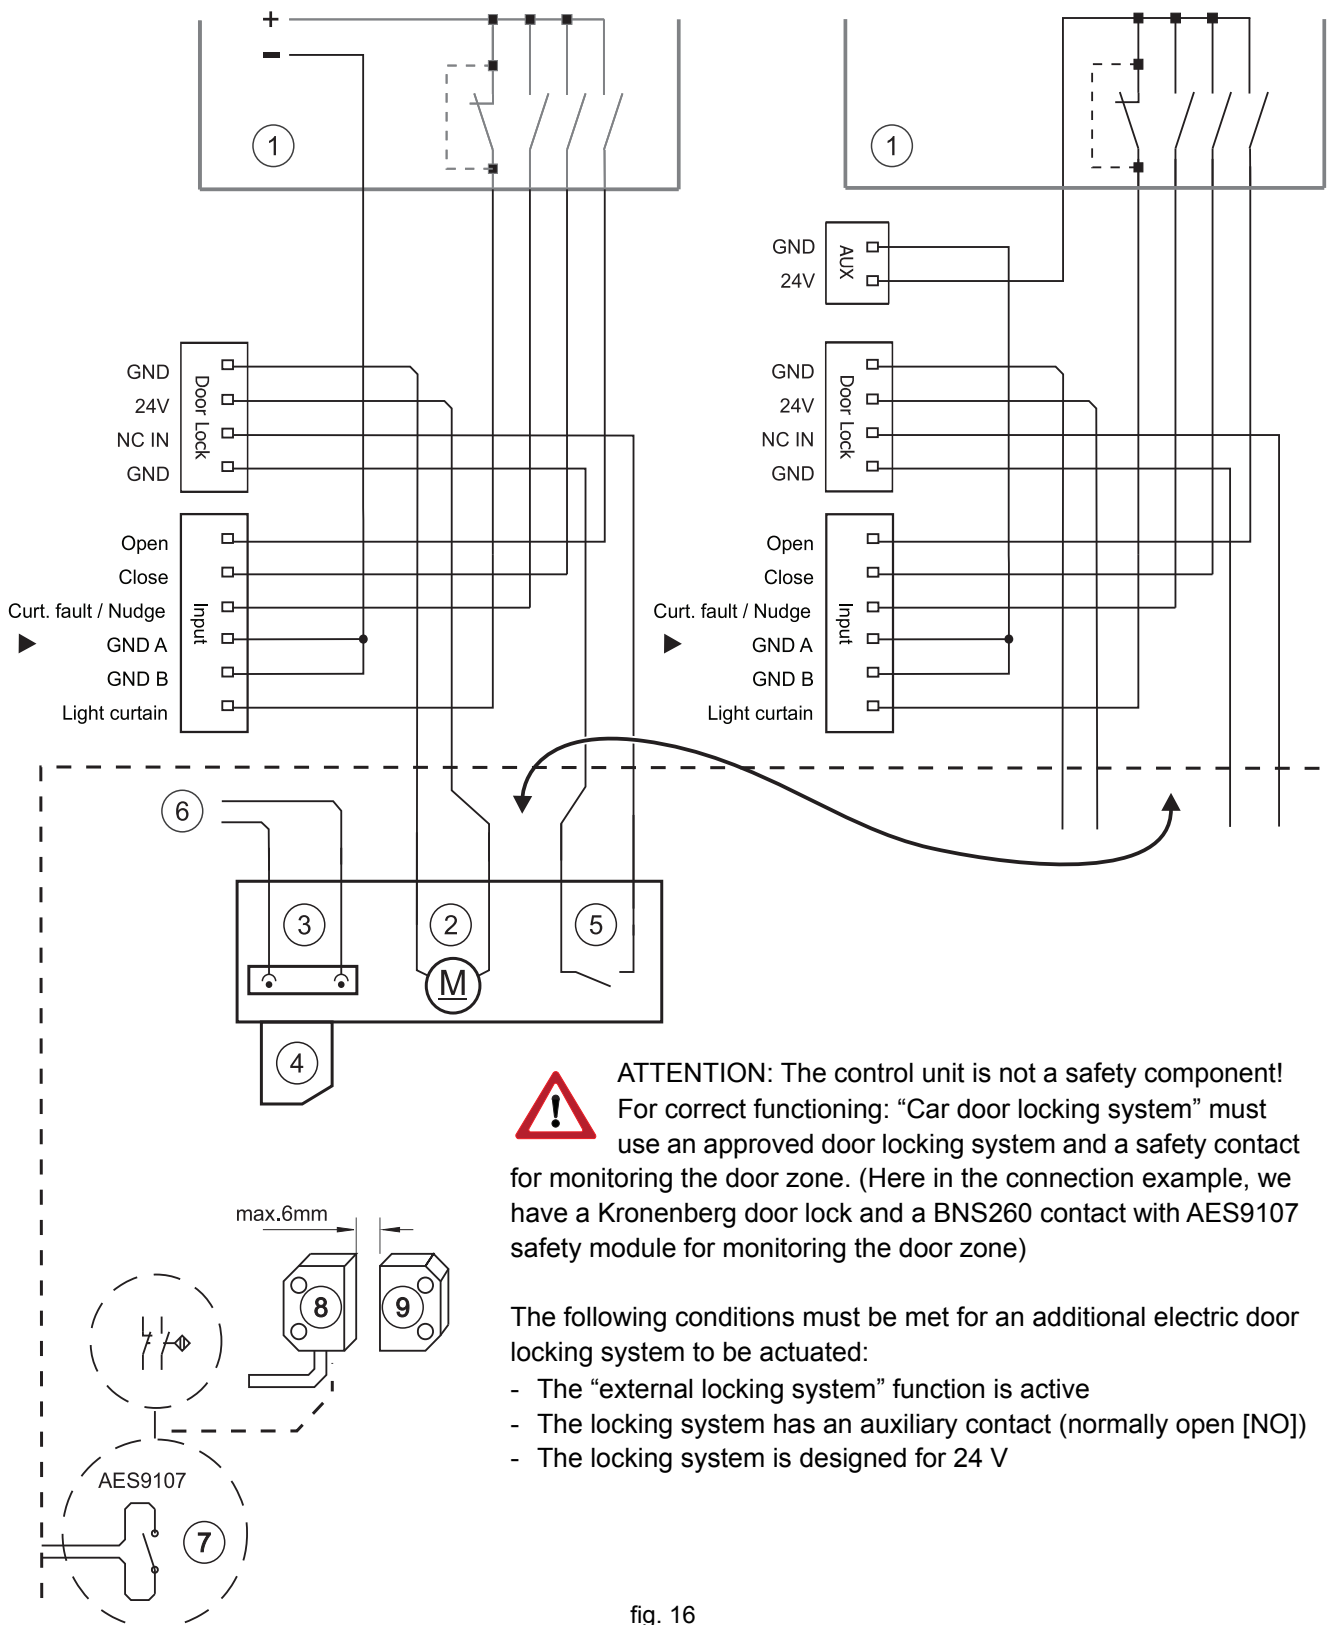 +
−
1
1
GND
24V
AUX
GND
24V
NC IN
GND
Door Lock
GND
24V
NC IN
GND
Door Lock
Open
Close
Curt. fault / Nudge
GND A
GND B
Light curtain
Input
Open
Close
Curt. fault / Nudge
GND A
GND B
Light curtain
Input
6
3
2
5
M
4
ATTENTION: The control unit is not a safety component!
For correct functioning: “Car door locking system” must
use an approved door locking system and a safety contact
for monitoring the door zone. (Here in the connection example, we
have a Kronenberg door lock and a BNS260 contact with AES9107
safety module for monitoring the door zone)
max.6mm
8
9
The following conditions must be met for an additional electric door
locking system to be actuated:
- The “external locking system” function is active
- The locking system has an auxiliary contact (normally open [NO])
- The locking system is designed for 24 V
AES9107
7
fig. 16